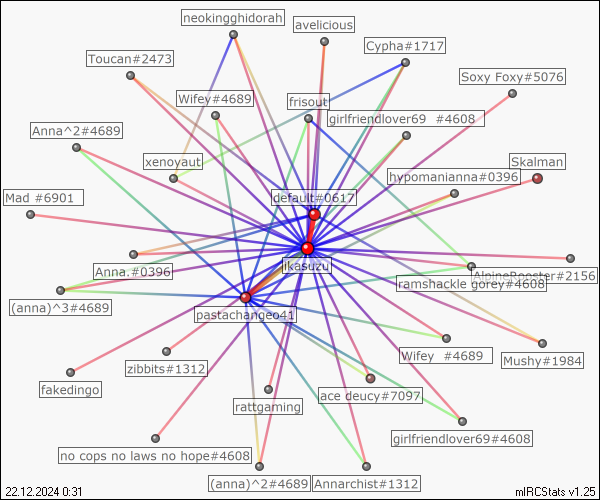 neokingghidorah
avelicious
Cypha#1717
Toucan#2473
Soxy Foxy#5076
Wifey#4689
frisout
girlfriendlover69 #4608
Anna^2#4689
xenoyaut
Skalman
hypomanianna#0396
default#0617
Mad #6901
jikasuzu
Anna.#0396
AlpineRooster#2156
ramshackle gorey#4608
(anna)^3#4689
pastachangeo41
Wifey #4689
Mushy#1984
zibbits#1312
fakedingo
ace deucy#7097
rattgaming
girlfriendlover69#4608
no cops no laws no hope#4608
(anna)^2#4689
Annarchist#1312
22.12.2024 0:31
mIRCStats v1.25